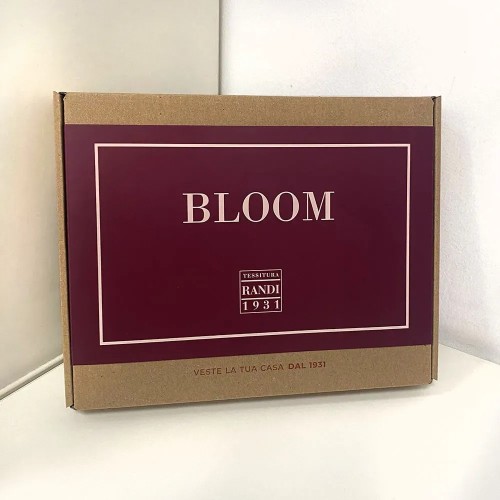 BLOOM
TESSITURA
RANDI
1931
VESTE LA TUA CASA DAL 1931